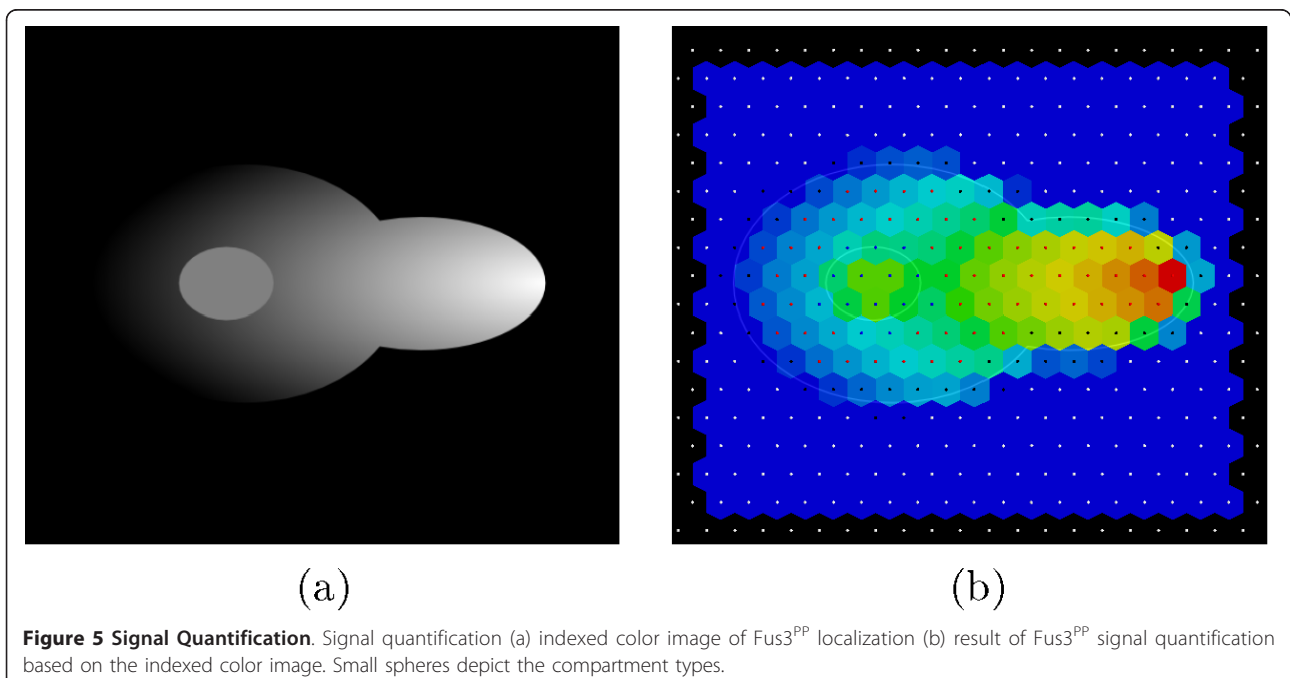 (a)
(b)
Figure 5 Signal Quantification. Signal quantification (a) indexed color image of Fus3PP localization (b) result of Fus3PP signal quantification
based on the indexed color image. Small spheres depict the compartment types.